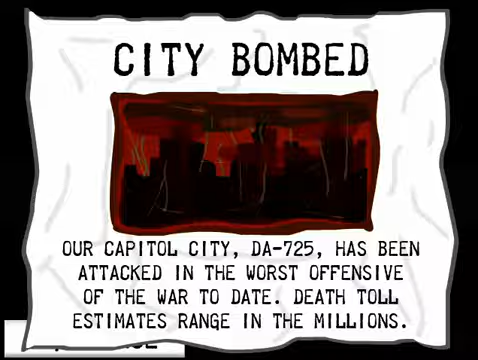 CITY BOMBED
OUR CAPITOL CITY, DA-725, HAS BEEN
ATTACKED IN THE WORST OFFENSIVE
OF THE WAR TO DATE. DEATH TOLL
ESTIMATES RANGE IN THE MILLIONS.